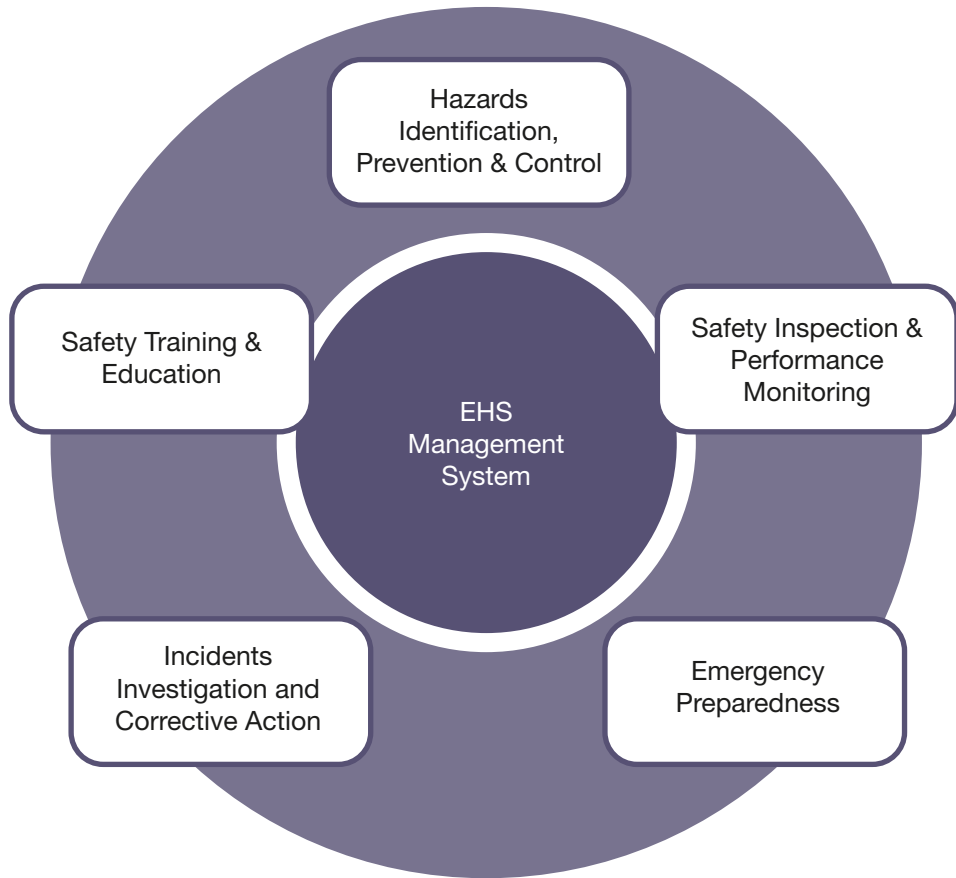 Hazards
Identification,
Prevention & Control
Safety Training &
Education
Safety Inspection &
Performance
Monitoring
EHS
Management
System
Incidents
Investigation and
Corrective Action
Emergency
Preparedness